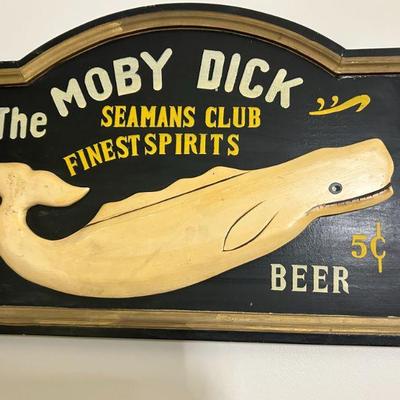 The MOBY DICK
SEAMANS CLUB
FINEST SPIRITS
5¢
BEER